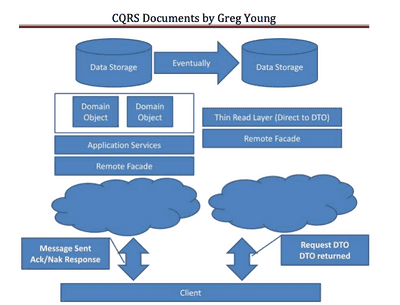 CQRS Documents by Greg Young
Data Storage
Eventually
Data Storage
Domain
Object
Domain
Object
Thin Read Layer (Direct to DTO)
Application Services
Remote Facade
Remote Facade
Message Sent
Ack/Nak Response
Request DTO
DTO returned
Client